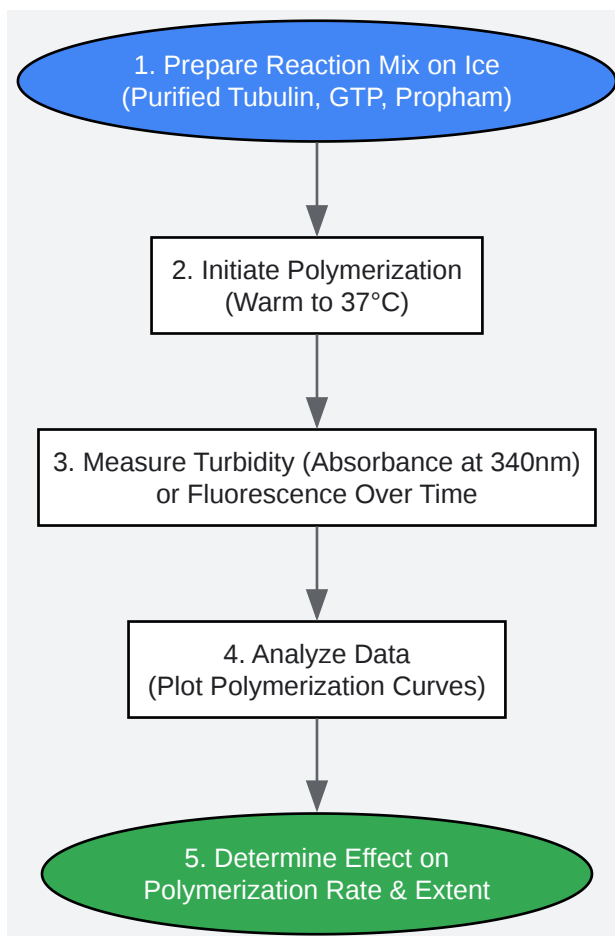 1. Prepare Reaction Mix on Ice
(Purified Tubulin, GTP, Propham)
2. Initiate Polymerization
(Warm to 37°C)
3. Measure Turbidity (Absorbance at 340nm)
or Fluorescence Over Time
4. Analyze Data
(Plot Polymerization Curves)
5. Determine Effect on
Polymerization Rate & Extent